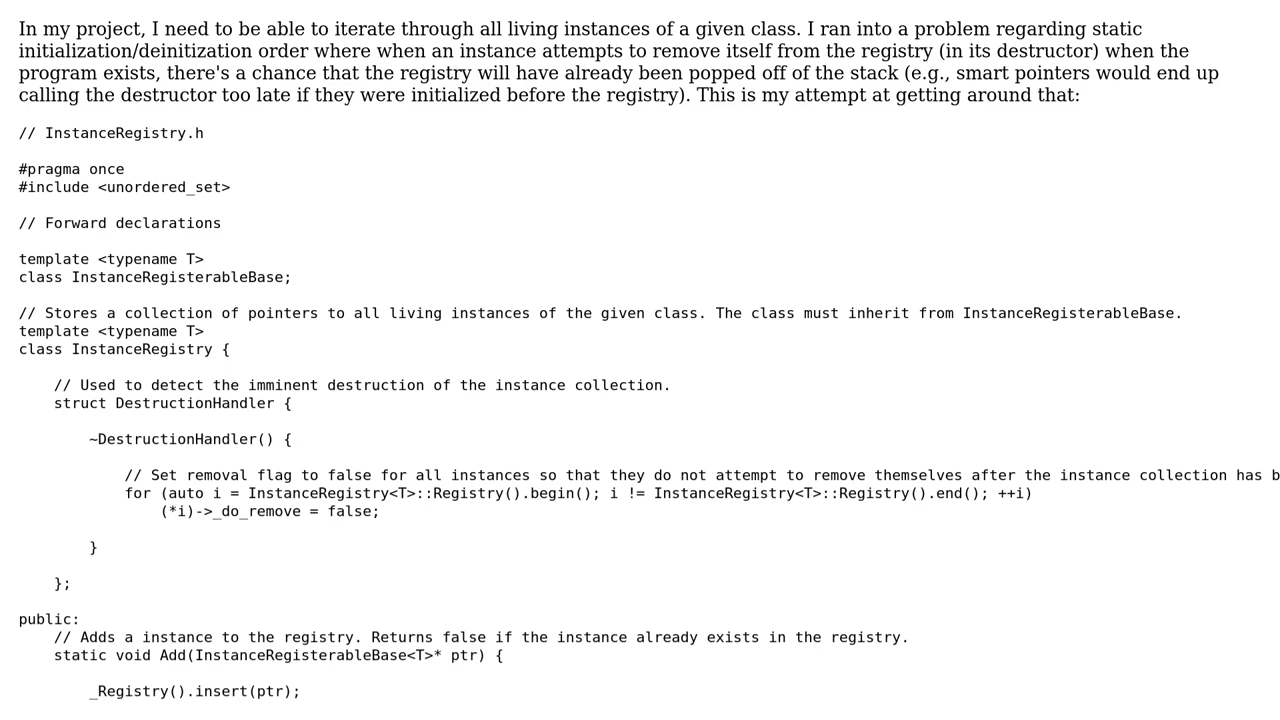 In my project, I need to be able to iterate through all living instances of a given class. I ran into a problem regarding static
initialization/deinitization order where when an instance attempts to remove itself from the registry (in its destructor) when the
program exists, there's a chance that the registry will have already been popped off of the stack (e.g., smart pointers would end up
calling the destructor too late if they were initialized before the registry). This is my attempt at getting around that:
// InstanceRegistry.h
#pragma once
#include <unordered_set>
// Forward declarations
template <typename T>
class InstanceRegisterableBase;
// Stores a collection of pointers to all living instances of the given class. The class must inherit from InstanceRegisterableBase.
template <typename T>
class InstanceRegistry {
    // Used to detect the imminent destruction of the instance collection.
    struct DestructionHandler {
        ~DestructionHandler() {
            // Set removal flag to false for all instances so that they do not attempt to remove themselves after the instance collection has b
            for (auto i = InstanceRegistry<T>::Registry().begin(); i != InstanceRegistry<T>::Registry().end(); ++i)
                (*i)->_do_remove = false;
        }
    };
public:
    // Adds a instance to the registry. Returns false if the instance already exists in the registry.
    static void Add(InstanceRegisterableBase<T>* ptr) {
        _Registry().insert(ptr);